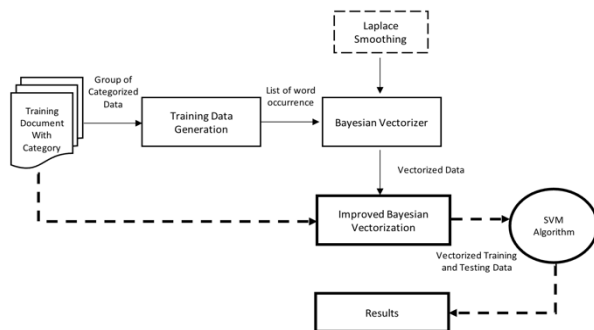 Laplace
Smoothing
Group of
Categorized
Data
List of word
occurrence
Training
Document
With
Category
Training Data
Generation
Bayesian Vectorizer
Vectorized Data
Improved Bayesian
Vectorization
SVM
Algorithm
Vectorized Training
and Testing Data
Results